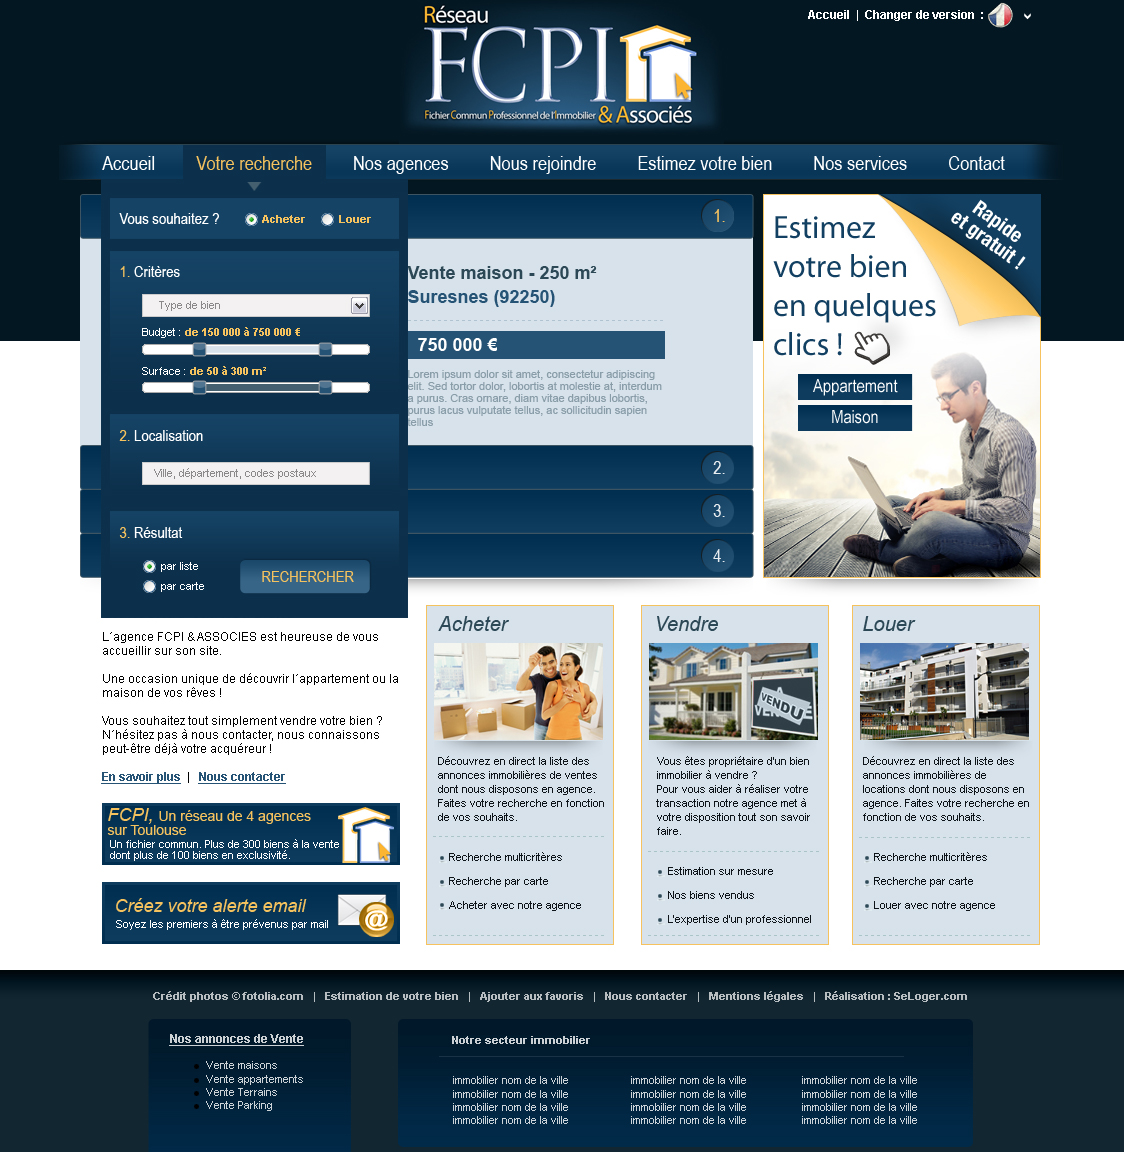 Réseau
FCPI
Fichier Commun Professionnel de l'Immobilier & Associés
Accueil | Changer de version :
Accueil
Votre recherche
Nos agences
Nous rejoindre
Estimez votre bien
Nos services
Contact
Vous souhaitez ?
Acheter
Louer
1. Critères
Type de bien
Budget : de 150 000 à 750 000 €
Surface : de 50 à 300 m²
2. Localisation
Ville, département, codes postaux
3. Résultat
par liste
par carte
RECHERCHER
1.
Vente maison - 250 m²
Suresnes (92250)
750 000 €
Lorem ipsum dolor sit amet, consectetur adipiscing
elit. Sed tortor dolor, lobortis at molestie at, interdum
a purus. Cras ornare, diam vitae dapibus lobortis,
purus lacus vulputate tellus, ac sollicitudin sapien
tellus
2.
3.
4.
Rapide
et gratuit !
Estimez
votre bien
en quelques
clics !
Appartement
Maison
L´agence FCPI & ASSOCIES est heureuse de vous
accueillir sur son site.
Une occasion unique de découvrir l´appartement ou la
maison de vos rêves !
Vous souhaitez tout simplement vendre votre bien ?
N´hésitez pas à nous contacter, nous connaissons
peut-être déjà votre acquéreur !
En savoir plus | Nous contacter
FCPI, Un réseau de 4 agences
sur Toulouse
Un fichier commun. Plus de 300 biens à la vente
dont plus de 100 biens en exclusivité.
Créez votre alerte email
Soyez les premiers à être prévenus par mail
@
Acheter
Découvrez en direct la liste des
annonces immobilières de ventes
dont nous disposons en agence.
Faites votre recherche en fonction
de vos souhaits.
Recherche multicritères
Recherche par carte
Acheter avec notre agence
Vendre
À VENDRE
VENDU
Vous êtes propriétaire d'un bien
immobilier à vendre ?
Pour vous aider à réaliser votre
transaction notre agence met à
votre disposition tout son savoir
faire.
Estimation sur mesure
Nos biens vendus
L'expertise d'un professionnel
Louer
Découvrez en direct la liste des
annonces immobilières de
locations dont nous disposons en
agence. Faites votre recherche en
fonction de vos souhaits.
Recherche multicritères
Recherche par carte
Louer avec notre agence
Crédit photos © fotolia.com | Estimation de votre bien | Ajouter aux favoris | Nous contacter | Mentions légales | Réalisation : SeLoger.com
Nos annonces de Vente
Vente maisons
Vente appartements
Vente Terrains
Vente Parking
Notre secteur immobilier
immobilier nom de la ville immobilier nom de la ville immobilier nom de la ville
immobilier nom de la ville immobilier nom de la ville immobilier nom de la ville
immobilier nom de la ville immobilier nom de la ville immobilier nom de la ville
immobilier nom de la ville immobilier nom de la ville immobilier nom de la ville